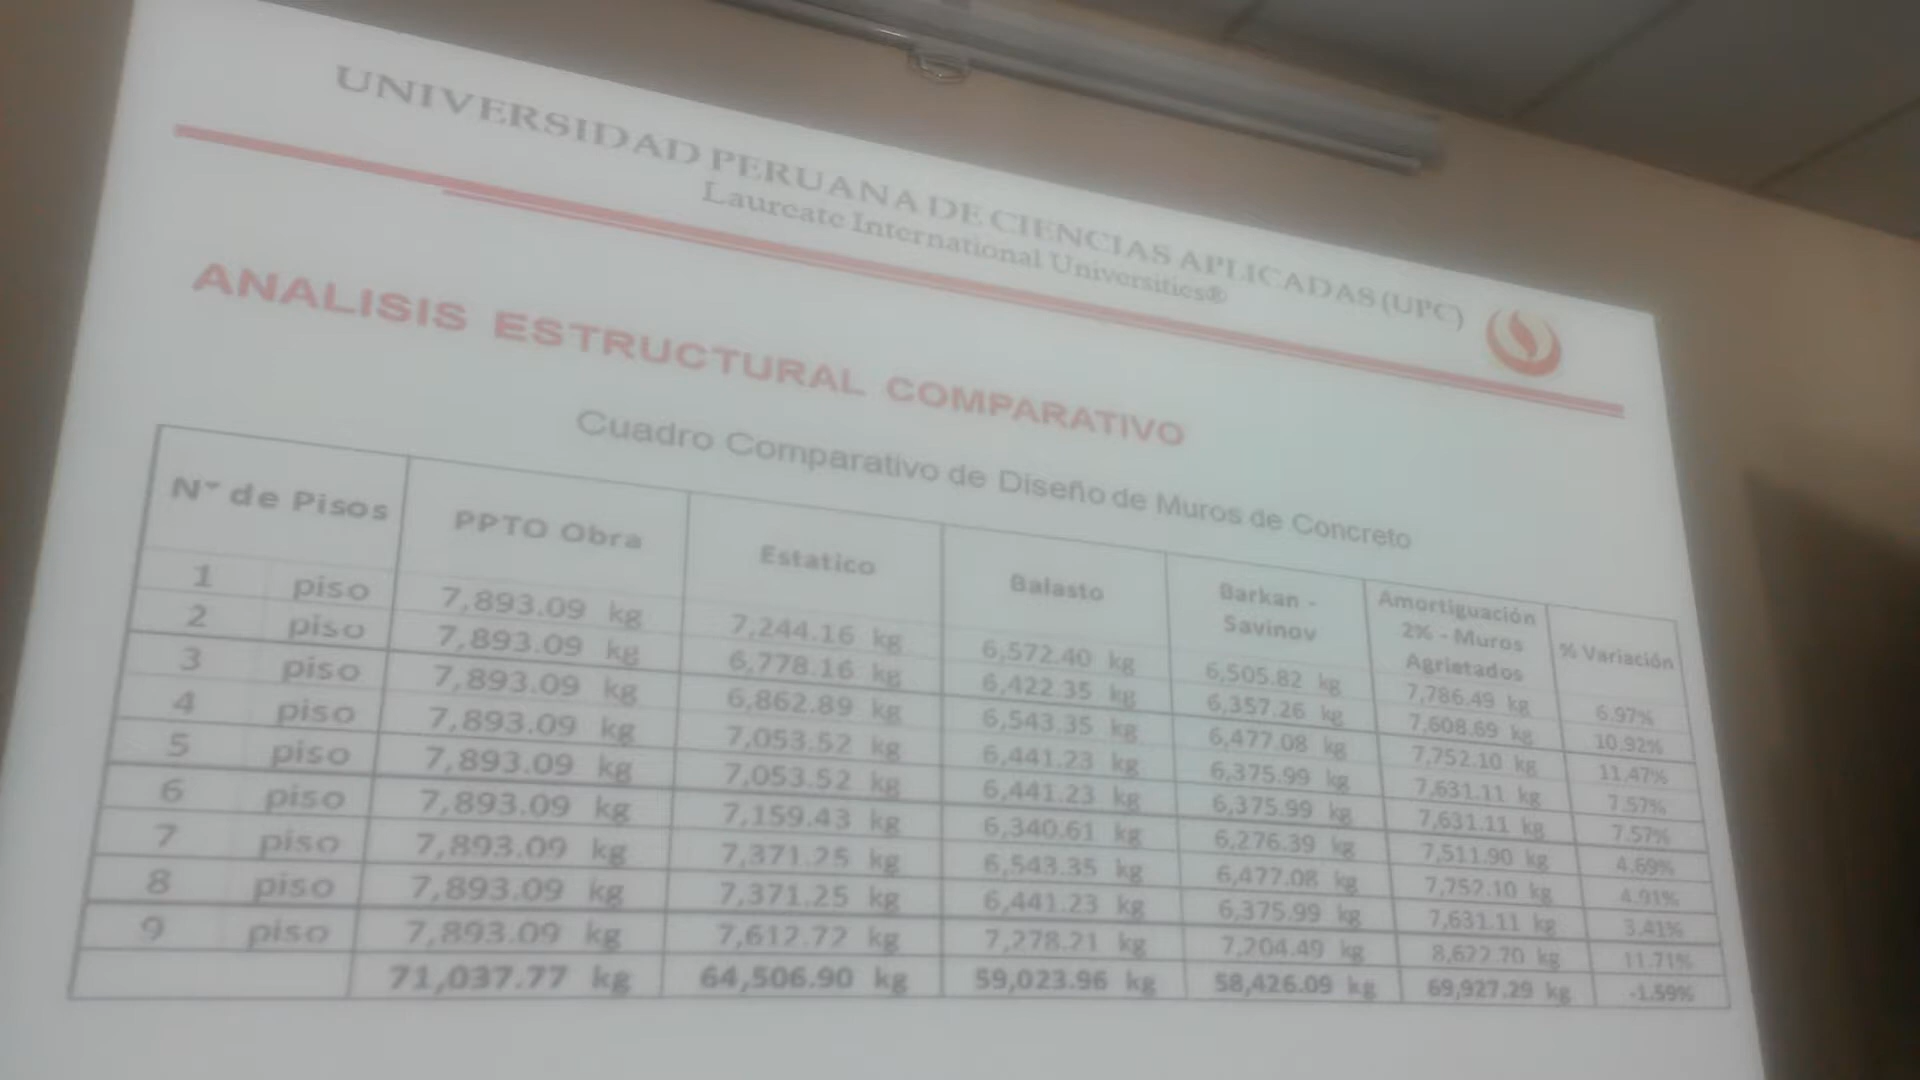 UNIVERSIDAD PERUANA DE CIENCIAS APLICADAS (UPC)
Laureate International Universities®
ANALISIS ESTRUCTURAL COMPARATIVO
Cuadro Comparativo de Diseño de Muros de Concreto
N° de Pisos PPTO Obra Estatico Balasto Barkan - Savinov Amortiguación 2% - Muros Agrietados % Variación
1 piso 7,893.09 kg 7,244.16 kg 6,572.40 kg 6,505.82 kg 7,786.49 kg 6.97%
2 piso 7,893.09 kg 6,778.16 kg 6,422.35 kg 6,357.26 kg 7,608.69 kg 10.92%
3 piso 7,893.09 kg 6,862.89 kg 6,543.35 kg 6,477.08 kg 7,752.10 kg 11.47%
4 piso 7,893.09 kg 7,053.52 kg 6,441.23 kg 6,375.99 kg 7,631.11 kg 7.57%
5 piso 7,893.09 kg 7,053.52 kg 6,441.23 kg 6,375.99 kg 7,631.11 kg 7.57%
6 piso 7,893.09 kg 7,159.43 kg 6,340.61 kg 6,276.39 kg 7,511.90 kg 4.69%
7 piso 7,893.09 kg 7,371.25 kg 6,543.35 kg 6,477.08 kg 7,752.10 kg 4.91%
8 piso 7,893.09 kg 7,371.25 kg 6,441.23 kg 6,375.99 kg 7,631.11 kg 3.41%
9 piso 7,893.09 kg 7,612.72 kg 7,278.21 kg 7,204.49 kg 8,622.70 kg 11.71%
71,037.77 kg 64,506.90 kg 59,023.96 kg 58,426.09 kg 69,927.29 kg -1.59%